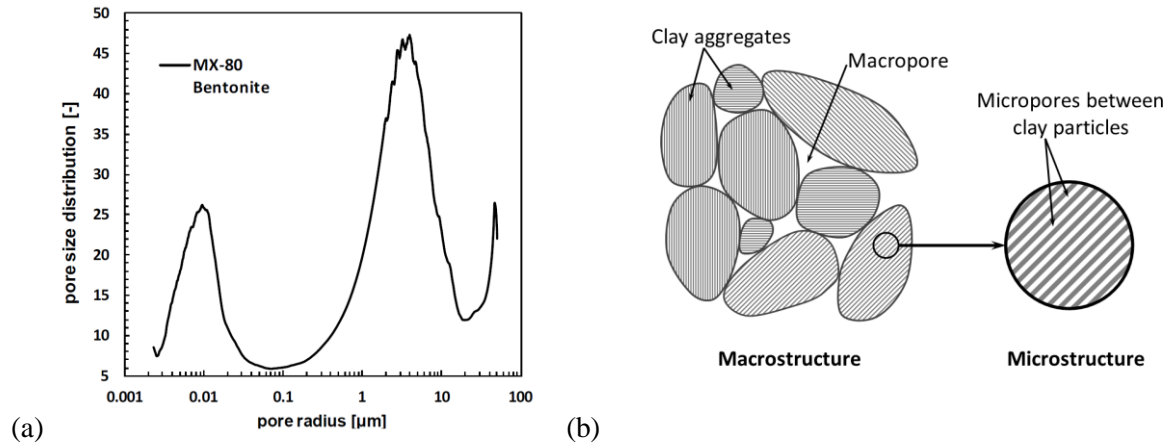 50
45
40
35
30
25
20
15
10
5
pore size distribution [-]
MX-80
Bentonite
0.001
0.01
0.1
1
10
100
pore radius [µm]
(a)
Clay aggregates
Macropore
Micropores between
clay particles
Macrostructure
Microstructure
(b)